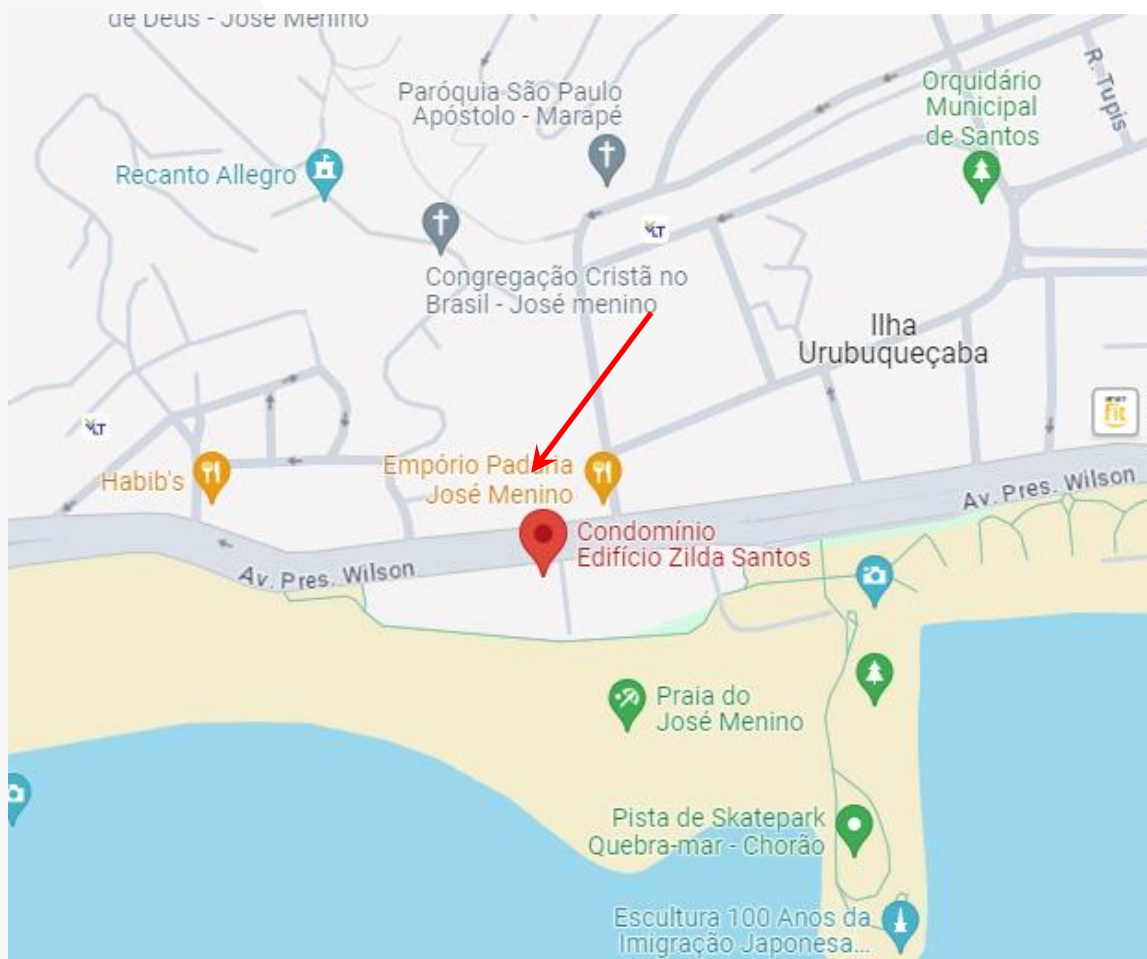 de Deus - José Menino
Paróquia São Paulo
Apóstolo - Marapé
Orquidário
Municipal
de Santos
R. Tupis
Recanto Allegro
VLT
Congregação Cristã no
Brasil - José menino
Ilha
Urubuqueçaba
fit
VLT
Habib's
Empório Padaria
José Menino
Av. Pres. Wilson
Condomínio
Edifício Zilda Santos
Av. Pres. Wilson
Praia do
José Menino
Pista de Skatepark
Quebra-mar - Chorão
Escultura 100 Anos da
Imigração Japonesa...